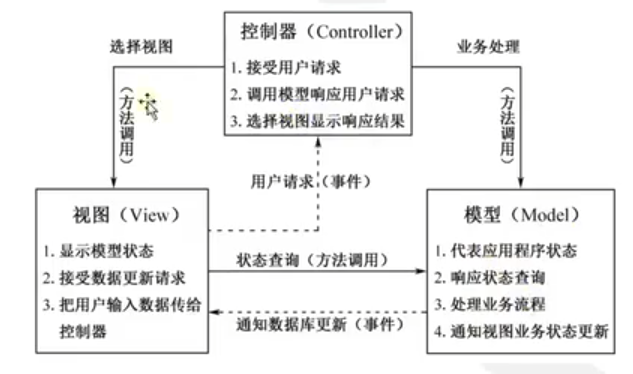 控制器（Controller）
1. 接受用户请求
2. 调用模型响应用户请求
3. 选择视图显示响应结果
选择视图
（方法调用）
业务处理
（方法调用）
用户请求（事件）
视图（View）
1. 显示模型状态
2. 接受数据更新请求
3. 把用户输入数据传给
控制器
状态查询（方法调用）
通知数据库更新（事件）
模型（Model）
1. 代表应用程序状态
2. 响应状态查询
3. 处理业务流程
4. 通知视图业务状态更新